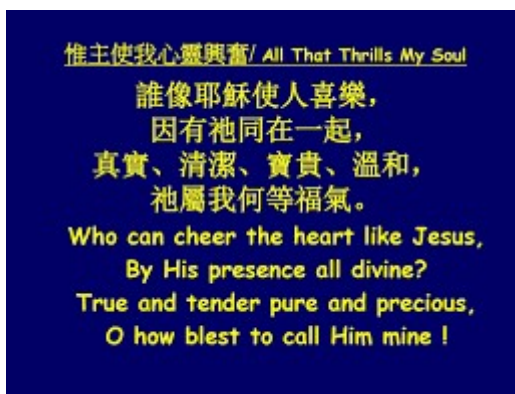 惟主使我心靈興奮/ All That Thrills My Soul
誰像耶穌使人喜樂，
因有祂同在一起，
真實、清潔、寶貴、溫和，
祂屬我何等福氣。
Who can cheer the heart like Jesus,
By His presence all divine?
True and tender pure and precious,
O how blest to call Him mine !